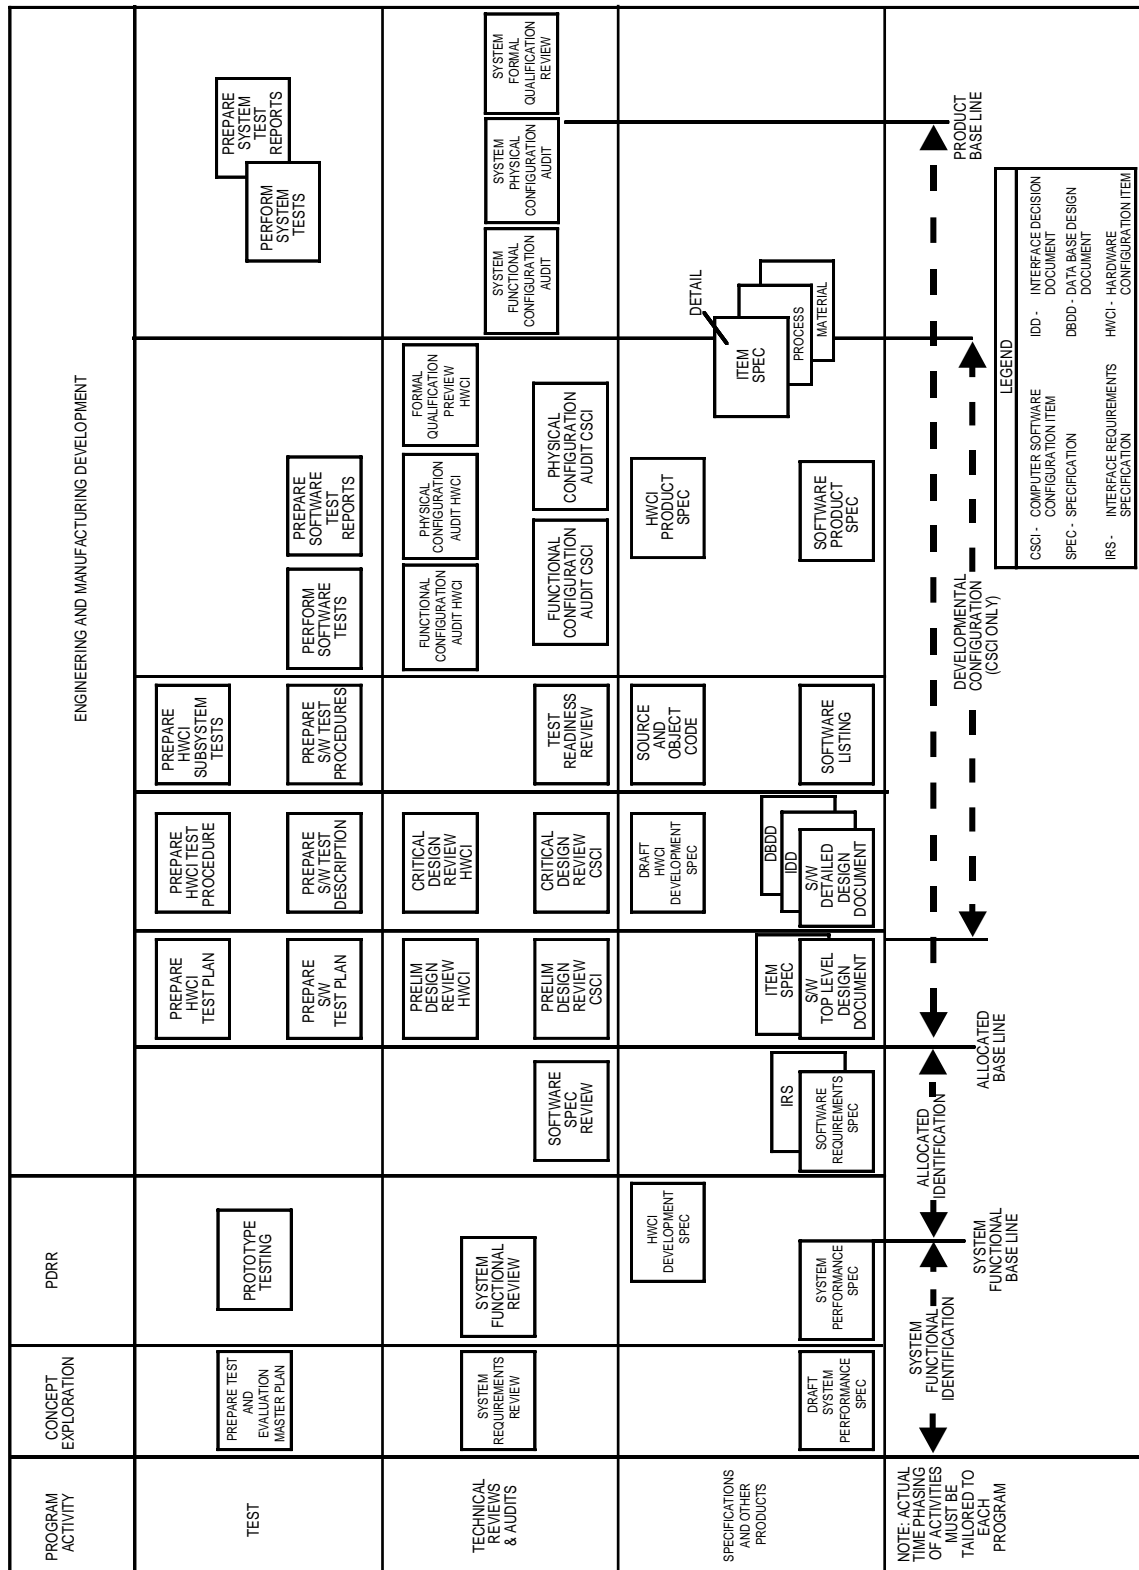 PROGRAM
ACTIVITY
CONCEPT
EXPLORATION
PDRR
ENGINEERING AND MANUFACTURING DEVELOPMENT
TEST
PREPARE TEST
AND
EVALUATION
MASTER PLAN
PROTOTYPE
TESTING
PREPARE
HWCI
TEST PLAN
PREPARE
S/W
TEST PLAN
PREPARE
HWCI TEST
PROCEDURE
PREPARE
S/W TEST
DESCRIPTION
PREPARE
HWCI
SUBSYSTEM
TESTS
PREPARE
S/W TEST
PROCEDURES
PERFORM
SOFTWARE
TESTS
PREPARE
SOFTWARE
TEST
REPORTS
PERFORM
SYSTEM
TESTS
PREPARE
SYSTEM
TEST
REPORTS
TECHNICAL
REVIEWS
& AUDITS
SYSTEM
REQUIREMENTS
REVIEW
SYSTEM
FUNCTIONAL
REVIEW
SOFTWARE
SPEC
REVIEW
PRELIM
DESIGN
REVIEW
HWCI
PRELIM
DESIGN
REVIEW
CSCI
CRITICAL
DESIGN
REVIEW
HWCI
CRITICAL
DESIGN
REVIEW
CSCI
TEST
READINESS
REVIEW
FUNCTIONAL
CONFIGURATION
AUDIT HWCI
PHYSICAL
CONFIGURATION
AUDIT HWCI
FORMAL
QUALIFICATION
PREVIEW
HWCI
FUNCTIONAL
CONFIGURATION
AUDIT CSCI
PHYSICAL
CONFIGURATION
AUDIT CSCI
SYSTEM
FUNCTIONAL
CONFIGURATION
AUDIT
SYSTEM
PHYSICAL
CONFIGURATION
AUDIT
SYSTEM
FORMAL
QUALIFICATION
REVIEW
SPECIFICATIONS
AND OTHER
PRODUCTS
DRAFT
SYSTEM
PERFORMANCE
SPEC
HWCI
DEVELOPMENT
SPEC
SYSTEM
PERFORMANCE
SPEC
IRS
SOFTWARE
REQUIREMENTS
SPEC
ITEM
SPEC
S/W
TOP LEVEL
DESIGN
DOCUMENT
DRAFT
HWCI
DEVELOPMENT
SPEC
DBDD
IDD
S/W
DETAILED
DESIGN
DOCUMENT
SOURCE
AND
OBJECT
CODE
SOFTWARE
LISTING
HWCI
PRODUCT
SPEC
SOFTWARE
PRODUCT
SPEC
DETAIL
ITEM
SPEC
PROCESS
MATERIAL
NOTE: ACTUAL
TIME PHASING
OF ACTIVITIES
MUST BE
TAILORED TO
EACH
PROGRAM
SYSTEM
FUNCTIONAL
IDENTIFICATION
SYSTEM
FUNCTIONAL
BASE LINE
ALLOCATED
IDENTIFICATION
ALLOCATED
BASE LINE
DEVELOPMENTAL
CONFIGURATION
(CSCI ONLY)
PRODUCT
BASE LINE
LEGEND
CSCI - COMPUTER SOFTWARE
CONFIGURATION ITEM
SPEC - SPECIFICATION
IRS - INTERFACE REQUIREMENTS
SPECIFICATION
IDD - INTERFACE DECISION
DOCUMENT
DBDD - DATA BASE DESIGN
DOCUMENT
HWCI - HARDWARE
CONFIGURATION ITEM